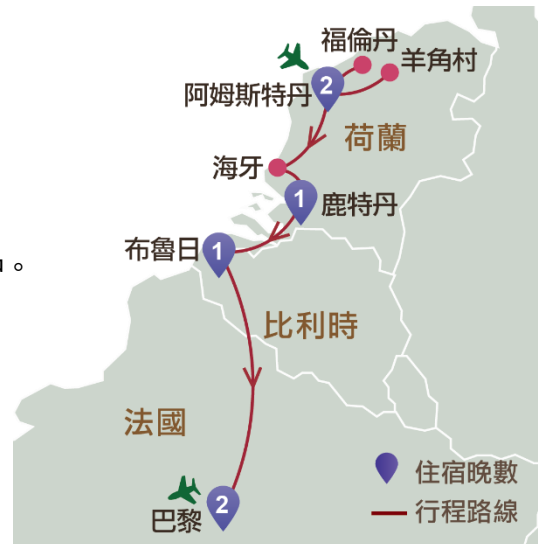 福倫丹
羊角村
2
阿姆斯特丹
荷蘭
海牙
1
鹿特丹
布魯日
1
。
比利時
法國
2
巴黎
住宿晚數
行程路線